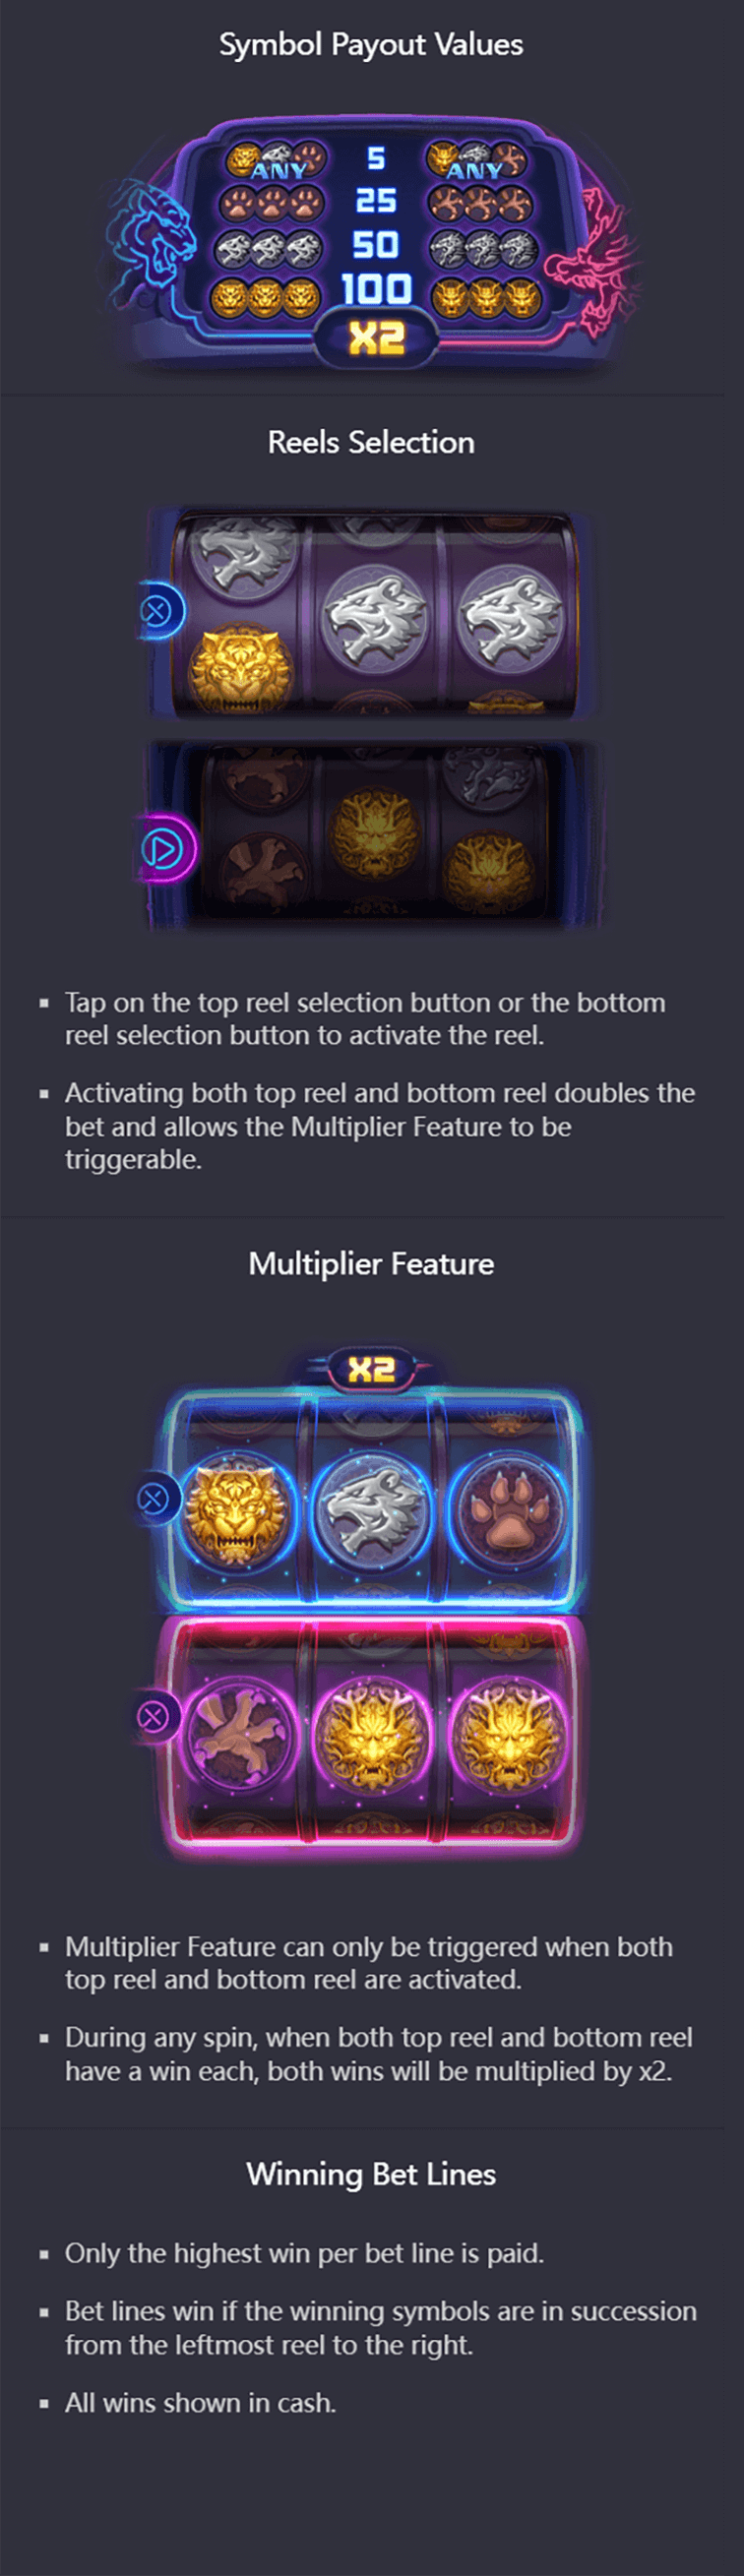 Symbol Payout Values
ANY 5 ANY
25
50
100
X2
Reels Selection
▪ Tap on the top reel selection button or the bottom
reel selection button to activate the reel.
▪ Activating both top reel and bottom reel doubles the
bet and allows the Multiplier Feature to be
triggerable.
Multiplier Feature
X2
▪ Multiplier Feature can only be triggered when both
top reel and bottom reel are activated.
▪ During any spin, when both top reel and bottom reel
have a win each, both wins will be multiplied by x2.
Winning Bet Lines
▪ Only the highest win per bet line is paid.
▪ Bet lines win if the winning symbols are in succession
from the leftmost reel to the right.
▪ All wins shown in cash.